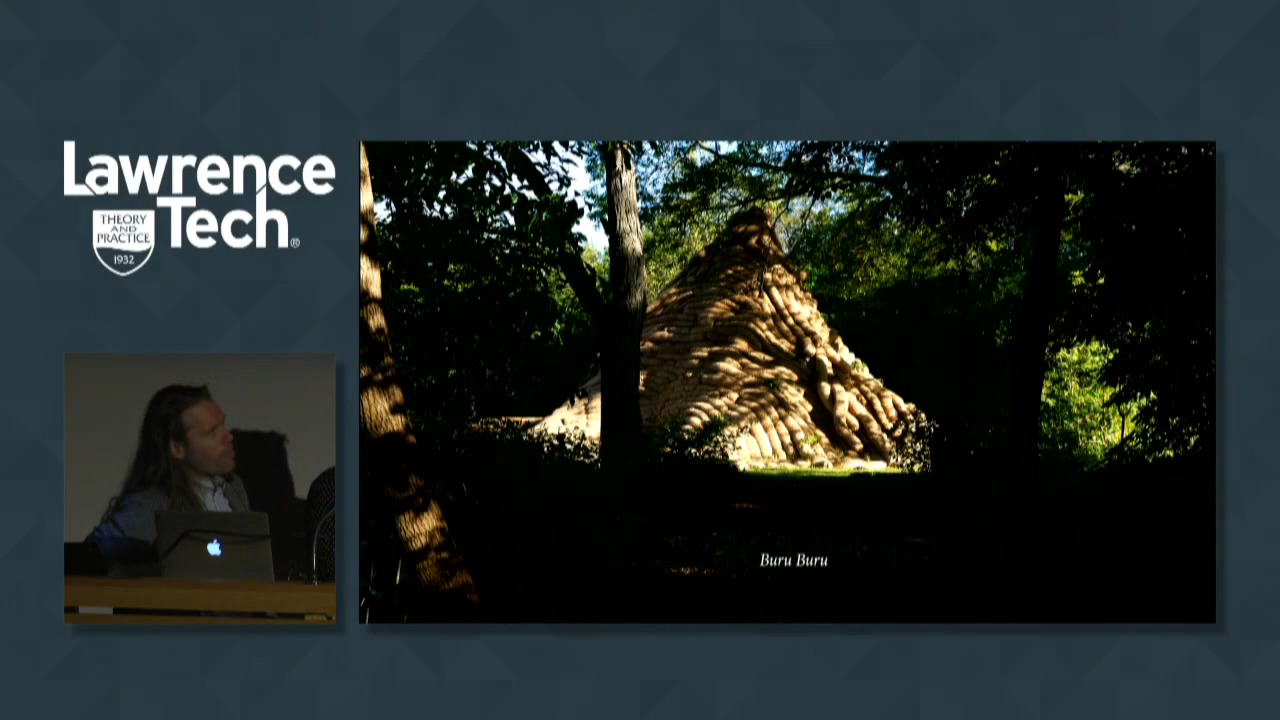 Lawrence
Tech®
THEORY
AND
PRACTICE
1932
Buru Buru